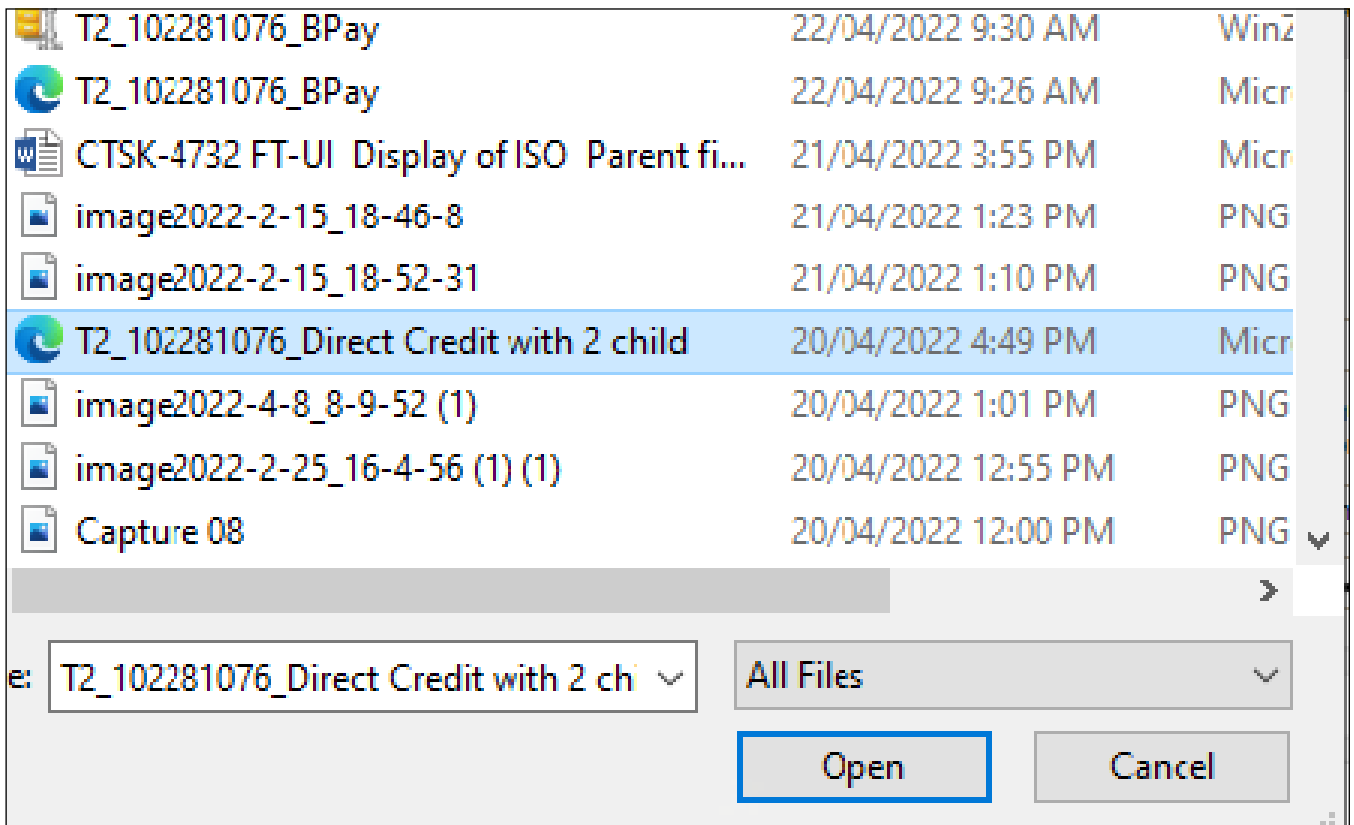 T2_102281076_BPay 22/04/2022 9:30 AM WinZ
T2_102281076_BPay 22/04/2022 9:26 AM Micr
CTSK-4732 FT-UI Display of ISO Parent fi... 21/04/2022 3:55 PM Micr
image2022-2-15_18-46-8 21/04/2022 1:23 PM PNG
image2022-2-15_18-52-31 21/04/2022 1:10 PM PNG
T2_102281076_Direct Credit with 2 child 20/04/2022 4:49 PM Micr
image2022-4-8_8-9-52 (1) 20/04/2022 1:01 PM PNG
image2022-2-25_16-4-56 (1) (1) 20/04/2022 12:55 PM PNG
Capture 08 20/04/2022 12:00 PM PNG
e: T2_102281076_Direct Credit with 2 chi All Files
Open Cancel